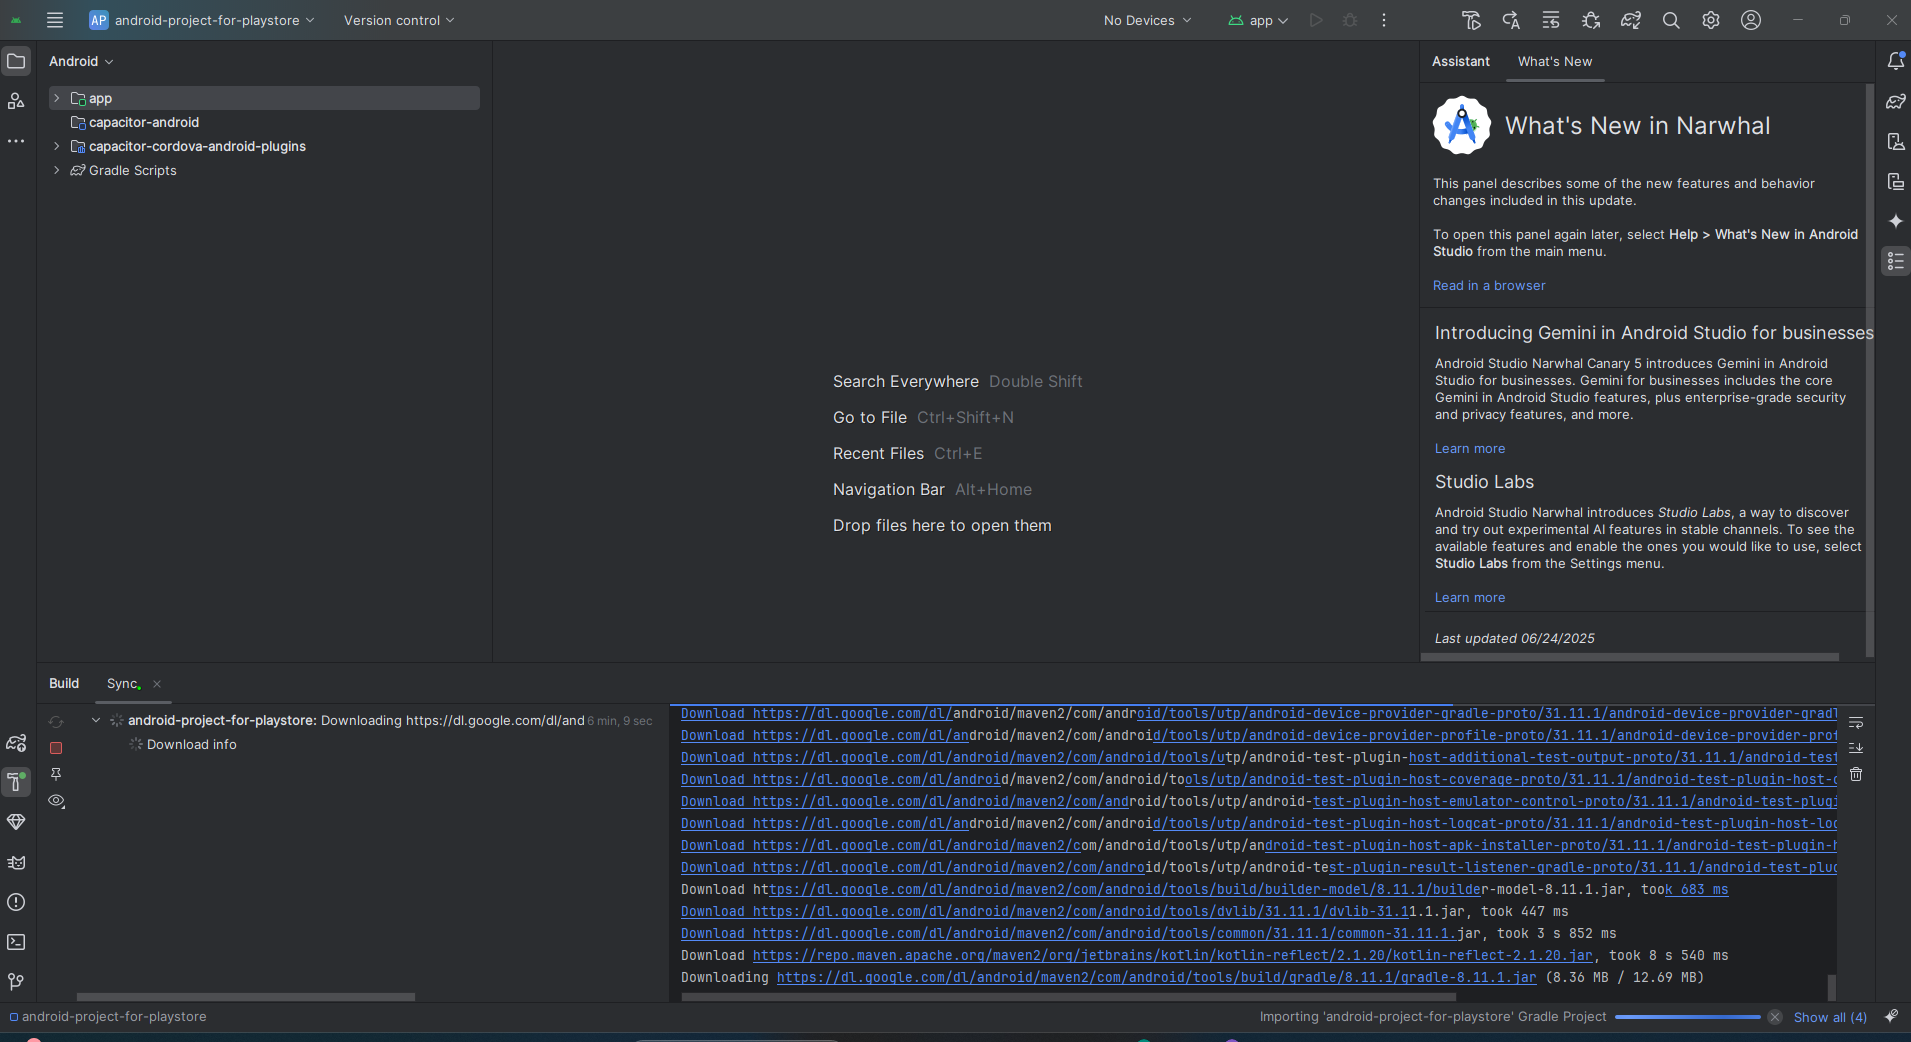 AP android-project-for-playstore
Version control
No Devices
app
Android
app
capacitor-android
capacitor-cordova-android-plugins
Gradle Scripts
Search Everywhere Double Shift
Go to File Ctrl+Shift+N
Recent Files Ctrl+E
Navigation Bar Alt+Home
Drop files here to open them
Assistant
What's New
What's New in Narwhal
This panel describes some of the new features and behavior
changes included in this update.
To open this panel again later, select Help > What's New in Android
Studio from the main menu.
Read in a browser
Introducing Gemini in Android Studio for businesses
Android Studio Narwhal Canary 5 introduces Gemini in Android
Studio for businesses. Gemini for businesses includes the core
Gemini in Android Studio features, plus enterprise-grade security
and privacy features, and more.
Learn more
Studio Labs
Android Studio Narwhal introduces Studio Labs, a way to discover
and try out experimental AI features in stable channels. To see the
available features and enable the ones you would like to use, select
Studio Labs from the Settings menu.
Learn more
Last updated 06/24/2025
Build
Sync
android-project-for-playstore: Downloading https://dl.google.com/dl/and 6 min, 9 sec
Download info
Download https://dl.google.com/dl/android/maven2/com/android/tools/utp/android-device-provider-gradle-proto/31.11.1/android-device-provider-gradl
Download https://dl.google.com/dl/android/maven2/com/android/tools/utp/android-device-provider-profile-proto/31.11.1/android-device-provider-prof
Download https://dl.google.com/dl/android/maven2/com/android/tools/utp/android-test-plugin-host-additional-test-output-proto/31.11.1/android-test
Download https://dl.google.com/dl/android/maven2/com/android/tools/utp/android-test-plugin-host-coverage-proto/31.11.1/android-test-plugin-host-c
Download https://dl.google.com/dl/android/maven2/com/android/tools/utp/android-test-plugin-host-emulator-control-proto/31.11.1/android-test-plugi
Download https://dl.google.com/dl/android/maven2/com/android/tools/utp/android-test-plugin-host-logcat-proto/31.11.1/android-test-plugin-host-log
Download https://dl.google.com/dl/android/maven2/com/android/tools/utp/android-test-plugin-host-apk-installer-proto/31.11.1/android-test-plugin-h
Download https://dl.google.com/dl/android/maven2/com/android/tools/utp/android-test-plugin-result-listener-gradle-proto/31.11.1/android-test-plug
Download https://dl.google.com/dl/android/maven2/com/android/tools/build/builder-model/8.11.1/builder-model-8.11.1.jar, took 683 ms
Download https://dl.google.com/dl/android/maven2/com/android/tools/dvlib/31.11.1/dvlib-31.11.1.jar, took 447 ms
Download https://dl.google.com/dl/android/maven2/com/android/tools/common/31.11.1/common-31.11.1.jar, took 3 s 852 ms
Download https://repo.maven.apache.org/maven2/org/jetbrains/kotlin/kotlin-reflect/2.1.20/kotlin-reflect-2.1.20.jar, took 8 s 540 ms
Downloading https://dl.google.com/dl/android/maven2/com/android/tools/build/gradle/8.11.1/gradle-8.11.1.jar (8.36 MB / 12.69 MB)
android-project-for-playstore
Importing 'android-project-for-playstore' Gradle Project
Show all (4)